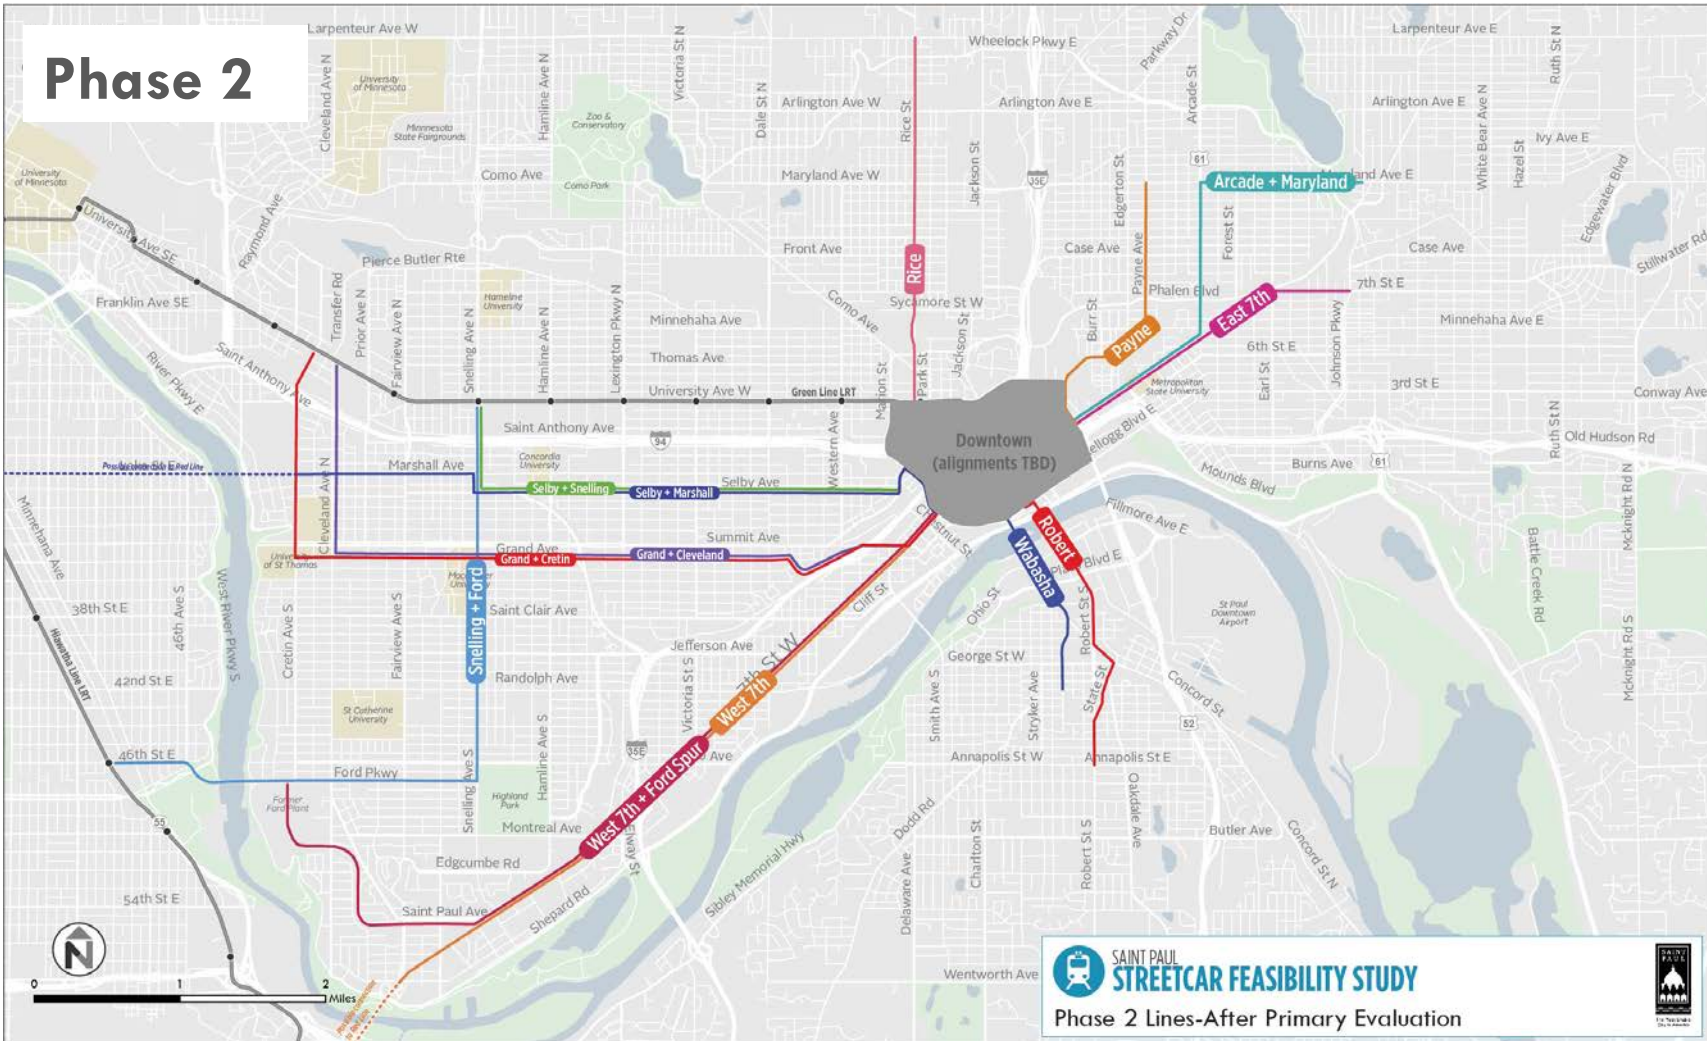 Phase 2
Larpenteur Ave W
Wheelock Pkwy E
Parkway Dr
Larpenteur Ave E
Ruth St N
Cleveland Ave N
University
of Minnesota
Hamline Ave N
Victoria St N
Dale St N
Arlington Ave W
Rice St
Arlington Ave E
Arcade St
Arlington Ave E
White Bear Ave N
Ivy Ave E
Hazel St
Minnesota
State Fairgrounds
Zoo &
Conservatory
Jackson St
61
University
of Minnesota
Como Ave
Como Park
Maryland Ave W
35E
Edgerton St
Arcade + Maryland
Edgewater Blvd
University Ave SE
Raymond Ave
Pierce Butler Rte
Front Ave
Case Ave
Payne Ave
Forest St
Case Ave
Stillwater Rd
Rice
Franklin Ave SE
Transfer Rd
Prior Ave N
Fairview Ave N
Snelling Ave N
Hamline
University
Hamline Ave N
Lexington Pkwy N
Minnehaha Ave
Como Ave
Sycamore St W
Jackson St
Burr St
Phalen Blvd
East 7th
7th St E
Minnehaha Ave E
Payne
6th St E
Johnson Pkwy
River Pkwy E
Saint Anthony Ave
Thomas Ave
University Ave W
Green Line LRT
Marion St
Park St
Metropolitan
State University
Earl St
3rd St E
Conway Ave
Saint Anthony Ave
94
Western Ave
Downtown
(alignments TBD)
Kellogg Blvd E
Ruth St N
Old Hudson Rd
Burns Ave
61
Possible connection to Red Line
Marshall Ave
Concordia
University
Selby Ave
Selby + Snelling
Selby + Marshall
Mounds Blvd
Mcknight Rd N
Minnehaha Ave
Cleveland Ave N
Summit Ave
Chestnut St
Fillmore Ave E
University
of St Thomas
Grand Ave
Grand + Cretin
Grand + Cleveland
Robert
Wabasha
Battle Creek Rd
38th St E
46th Ave S
West River Pkwy S
Cretin Ave S
Fairview Ave S
Snelling + Ford
Saint Clair Ave
Cliff St
Ohio St
Robert St S
St Paul
Downtown
Airport
Hiawatha Line LRT
Jefferson Ave
7th St W
George St W
42nd St E
Randolph Ave
Victoria St S
West 7th
Smith Ave S
Stryker Ave
State St
Concord St
Mcknight Rd S
St Catherine
University
52
46th St E
Ford Pkwy
Snelling Ave S
Hamline Ave S
35E
West 7th + Ford Spur
Annapolis St W
Annapolis St E
Highland
Park
55
Former
Ford Plant
Montreal Ave
Dodd Rd
Oakdale Ave
Butler Ave
Concord St N
Edgcumbe Rd
Sibley Memorial Hwy
Charlton St
Robert St S
54th St E
Saint Paul Ave
Shepard Rd
Delaware Ave
Wentworth Ave
N
0 1 2
Miles
SAINT PAUL
STREETCAR FEASIBILITY STUDY
Phase 2 Lines-After Primary Evaluation
SAINT
PAUL